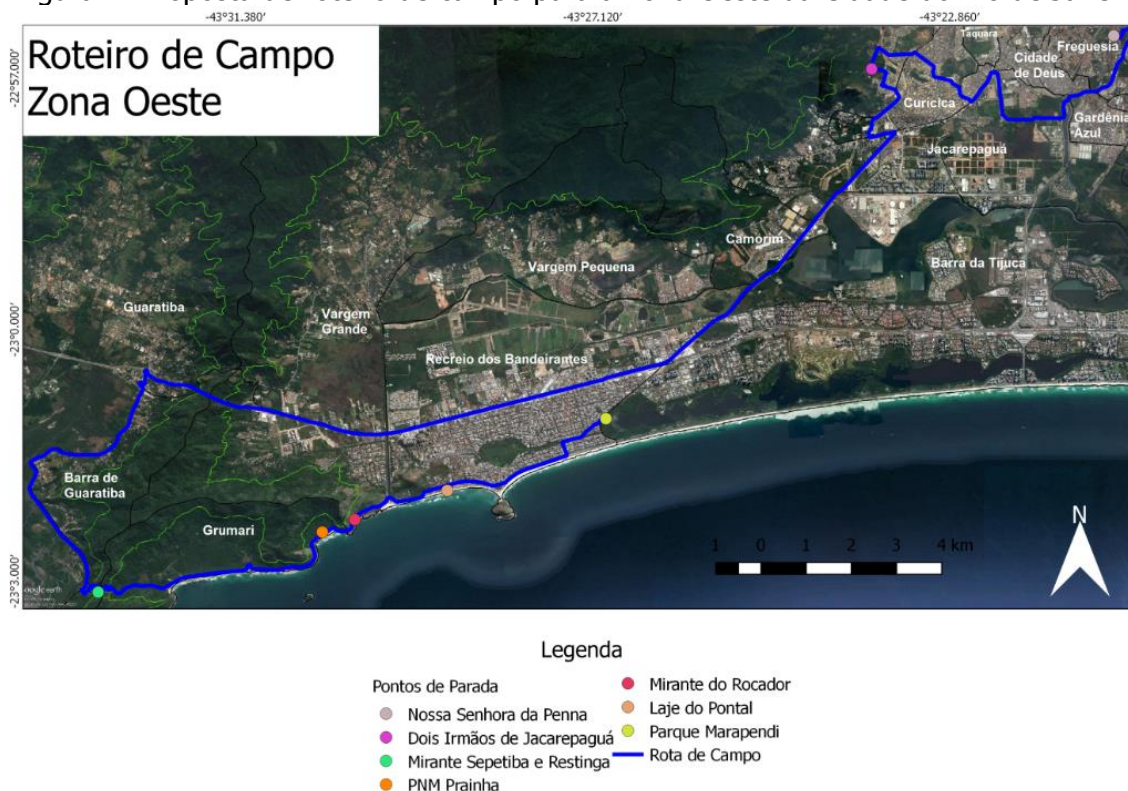 -43°31.380' -43°27.120' -43°22.860'
Roteiro de Campo
Zona Oeste
-22°57.000'
-23°0.000'
-23°3.000'
Taquara
Freguesia
Cidade
de Deus
Curicica
Gardênia
Azul
Jacarepaguá
Camorim
Barra da Tijuca
Vargem Pequena
Guaratiba
Vargem
Grande
Recreio dos Bandeirantes
Barra de
Guaratiba
Grumari
N
1 0 1 2 3 4 km
Legenda
Pontos de Parada
Nossa Senhora da Penna
Dois Irmãos de Jacarepaguá
Mirante Sepetiba e Restinga
PNM Prainha
Mirante do Rocador
Laje do Pontal
Parque Marapendi
Rota de Campo